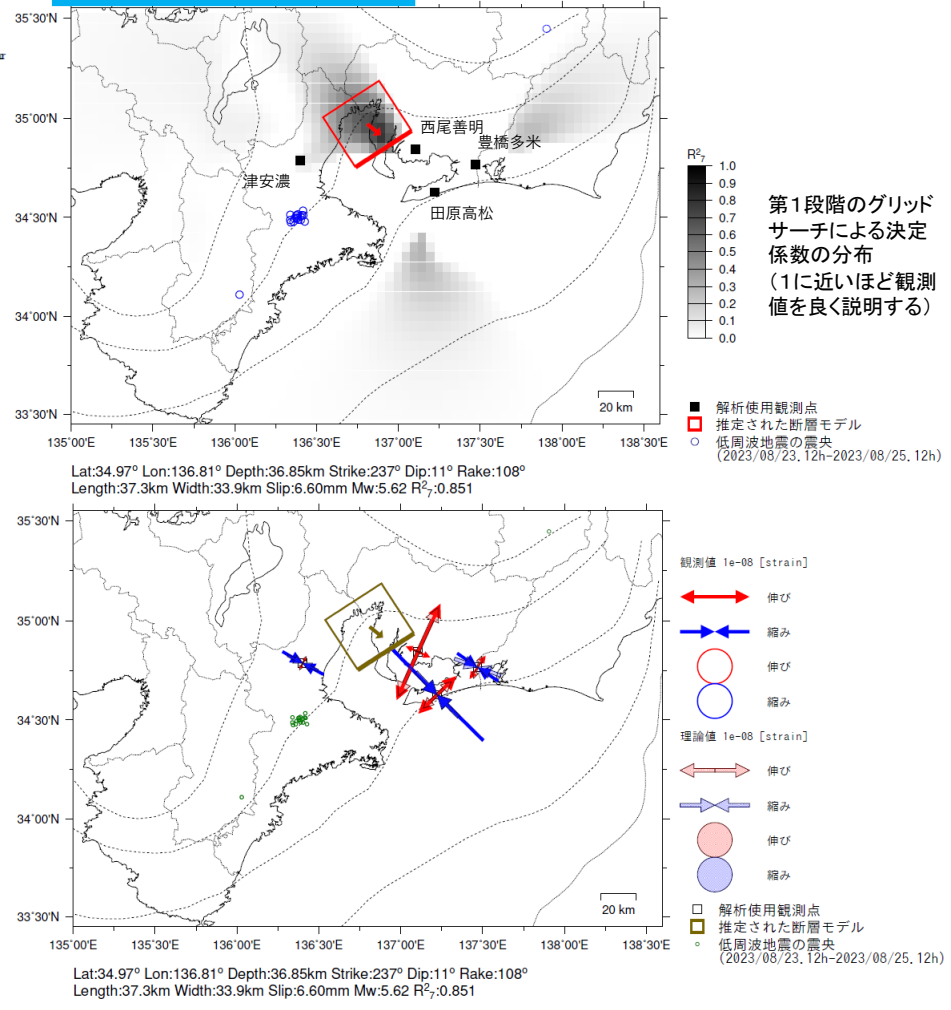 35°30'N
35°00'N
34°30'N
34°00'N
33°30'N
135°00'E
135°30'E
136°00'E
136°30'E
137°00'E
137°30'E
138°00'E
138°30'E
西尾善明
豊橋多米
津安濃
田原高松
20 km
R²₇
1.0
0.9
0.8
0.7
0.6
0.5
0.4
0.3
0.2
0.1
0.0
第1段階のグリッド
サーチによる決定
係数の分布
(1に近いほど観測
値を良く説明する)
解析使用観測点
推定された断層モデル
低周波地震の震央
(2023/08/23.12h-2023/08/25.12h)
Lat:34.97° Lon:136.81° Depth:36.85km Strike:237° Dip:11° Rake:108°
Length:37.3km Width:33.9km Slip:6.60mm Mw:5.62 R²₇:0.851
35°30'N
35°00'N
34°30'N
34°00'N
33°30'N
135°00'E
135°30'E
136°00'E
136°30'E
137°00'E
137°30'E
138°00'E
138°30'E
20 km
観測値 1e-08 [strain]
伸び
縮み
伸び
縮み
理論値 1e-08 [strain]
伸び
縮み
伸び
縮み
解析使用観測点
推定された断層モデル
低周波地震の震央
(2023/08/23.12h-2023/08/25.12h)
Lat:34.97° Lon:136.81° Depth:36.85km Strike:237° Dip:11° Rake:108°
Length:37.3km Width:33.9km Slip:6.60mm Mw:5.62 R²₇:0.851